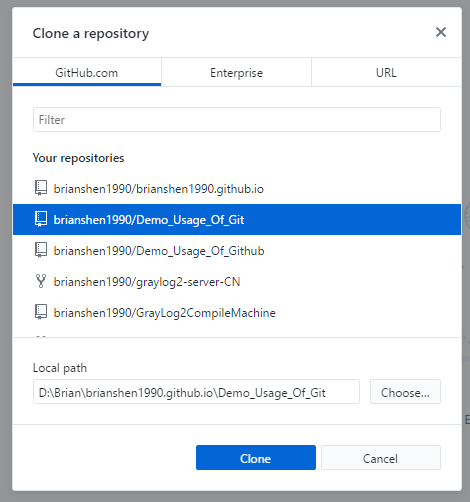 Clone a repository
GitHub.com
Enterprise
URL
Filter
Your repositories
brianshen1990/brianshen1990.github.io
brianshen1990/Demo_Usage_Of_Git
brianshen1990/Demo_Usage_Of_Github
brianshen1990/graylog2-server-CN
brianshen1990/GrayLog2CompileMachine
Local path
D:\Brian\brianshen1990.github.io\Demo_Usage_Of_Git
Choose...
Clone
Cancel